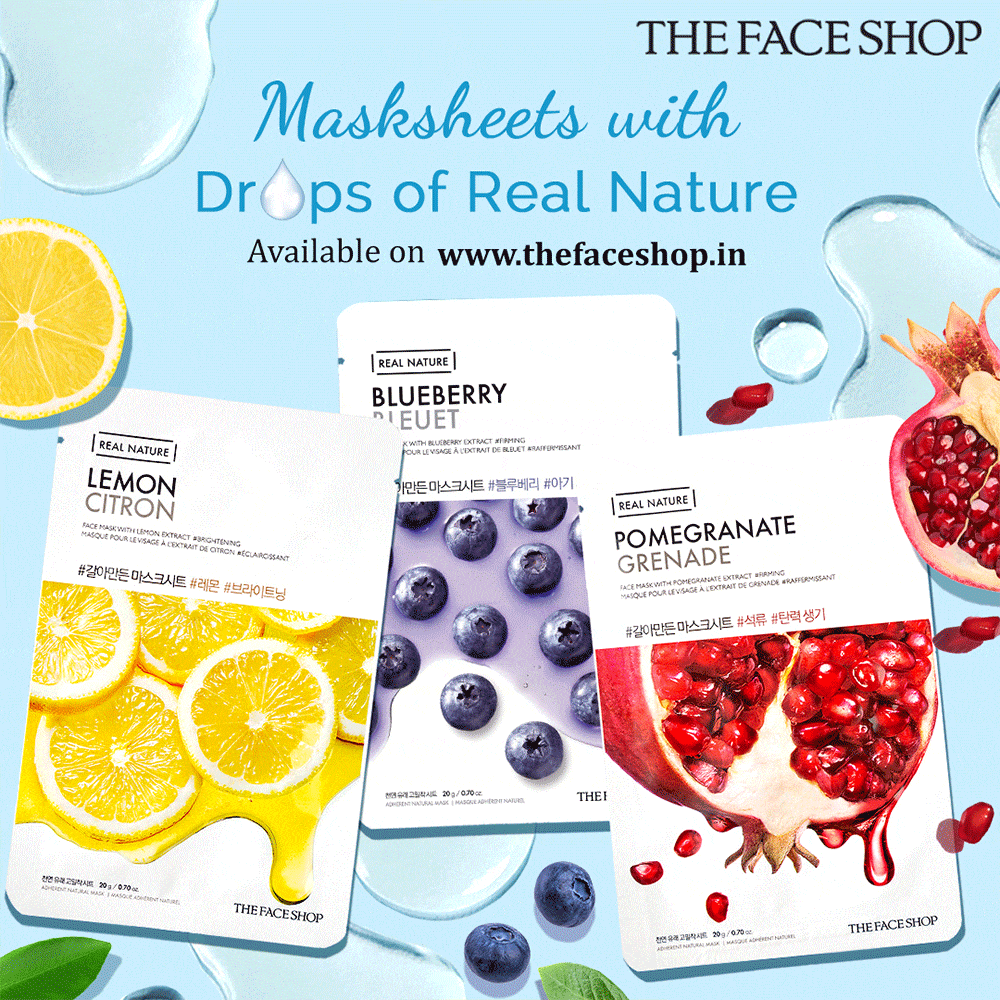 THE FACE SHOP
Masksheets with
Drops of Real Nature
Available on www.thefaceshop.in
REAL NATURE
BLUEBERRY
BLEUET
MASK WITH BLUEBERRY EXTRACT #FIRMING
POUR LE VISAGE À L'EXTRAIT DE BLEUET #RAFFERMISSANT
갈아만든 마스크시트 #블루베리 #아기
천연 유래 고밀착 시트 20 g / 0.70 oz.
ADHERENT NATURAL MASK | MASQUE ADHÉRENT NATUREL
THE F
REAL NATURE
LEMON
CITRON
FACE MASK WITH LEMON EXTRACT #BRIGHTENING
MASQUE POUR LE VISAGE À L'EXTRAIT DE CITRON #ÉCLAIRCISSANT
#갈아만든 마스크시트 #레몬 #브라이트닝
천연 유래 고밀착 시트 20 g / 0.70 oz.
ADHERENT NATURAL MASK | MASQUE ADHÉRENT NATUREL
THE FACE SHOP
REAL NATURE
POMEGRANATE
GRENADE
FACE MASK WITH POMEGRANATE EXTRACT #FIRMING
MASQUE POUR LE VISAGE À L'EXTRAIT DE GRENADE #RAFFERMISSANT
#갈아만든 마스크시트 #석류 #탄력 생기
천연 유래 고밀착 시트 20 g / 0.70 oz.
ADHERENT NATURAL MASK | MASQUE ADHÉRENT NATUREL
THE FACE SHOP